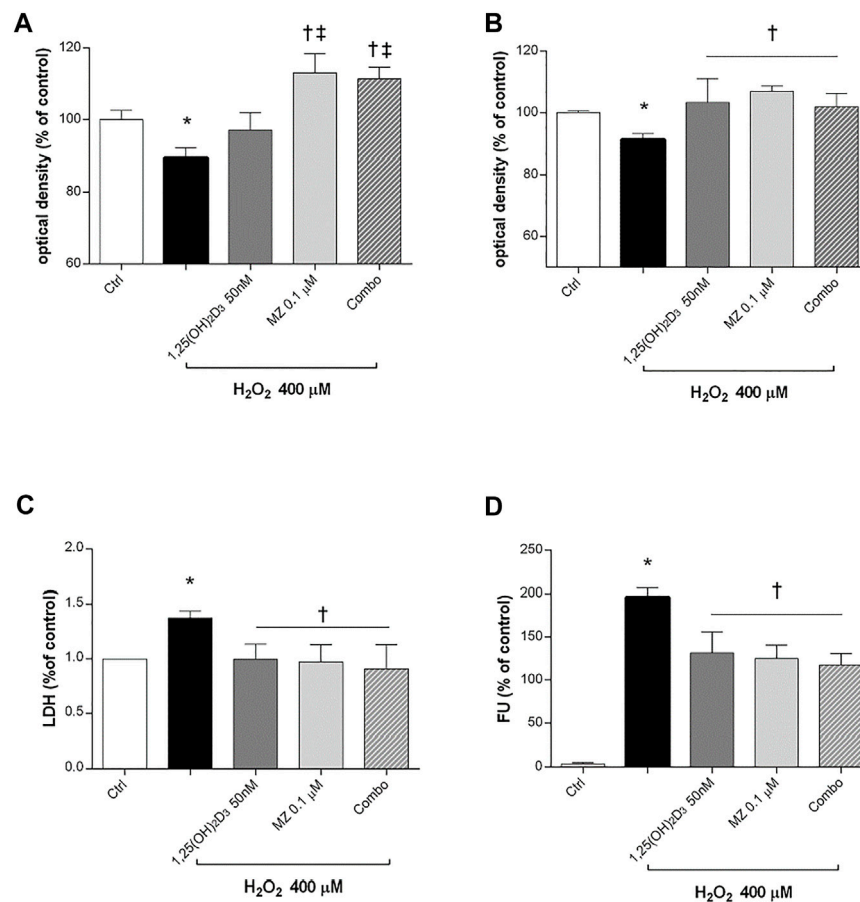 A
optical density (% of control)
120
100
80
60
*
†‡
†‡
Ctrl
1,25(OH)₂D₃ 50nM
MZ 0.1 µM
Combo
H₂O₂ 400 µM
B
optical density (% of control)
120
100
80
60
*
†
Ctrl
1,25(OH)₂D₃ 50nM
MZ 0.1 µM
Combo
H₂O₂ 400 µM
C
LDH (%of control)
2.0
1.5
1.0
0.5
0.0
*
†
Ctrl
1,25(OH)₂D₃ 50nM
MZ 0.1 µM
Combo
H₂O₂ 400 µM
D
FU (% of control)
250
200
150
100
50
0
*
†
Ctrl
1,25(OH)₂D₃ 50nM
MZ 0.1 µM
Combo
H₂O₂ 400 µM